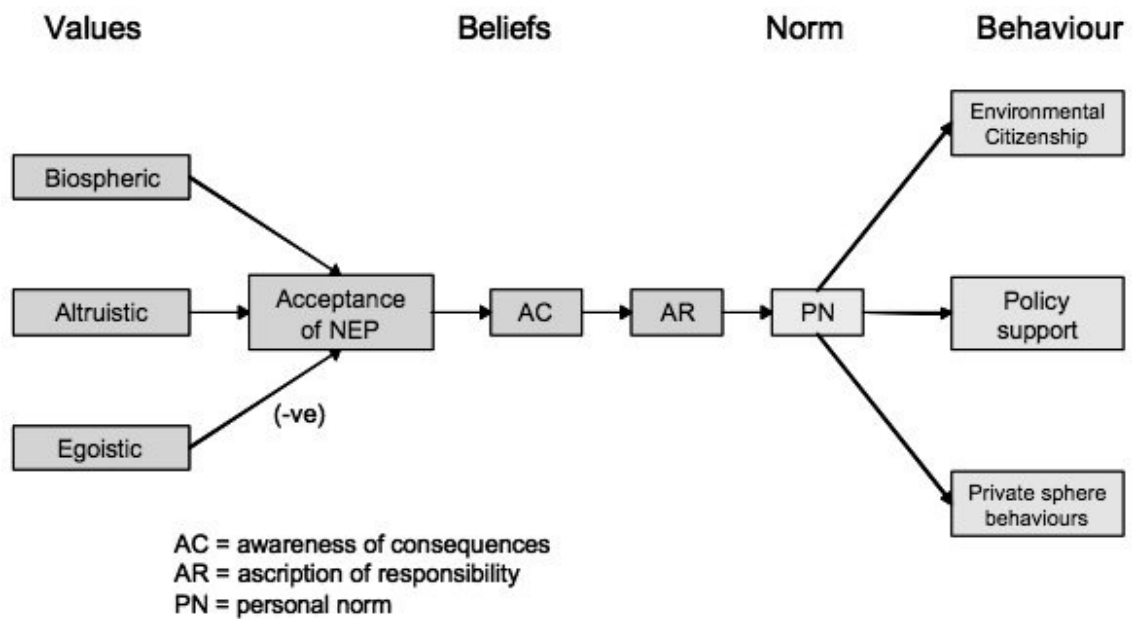 Values
Beliefs
Norm
Behaviour
Environmental
Citizenship
Biospheric
Altruistic
Acceptance
of NEP
AC
AR
PN
Policy
support
(-ve)
Egoistic
Private sphere
behaviours
AC = awareness of consequences
AR = ascription of responsibility
PN = personal norm